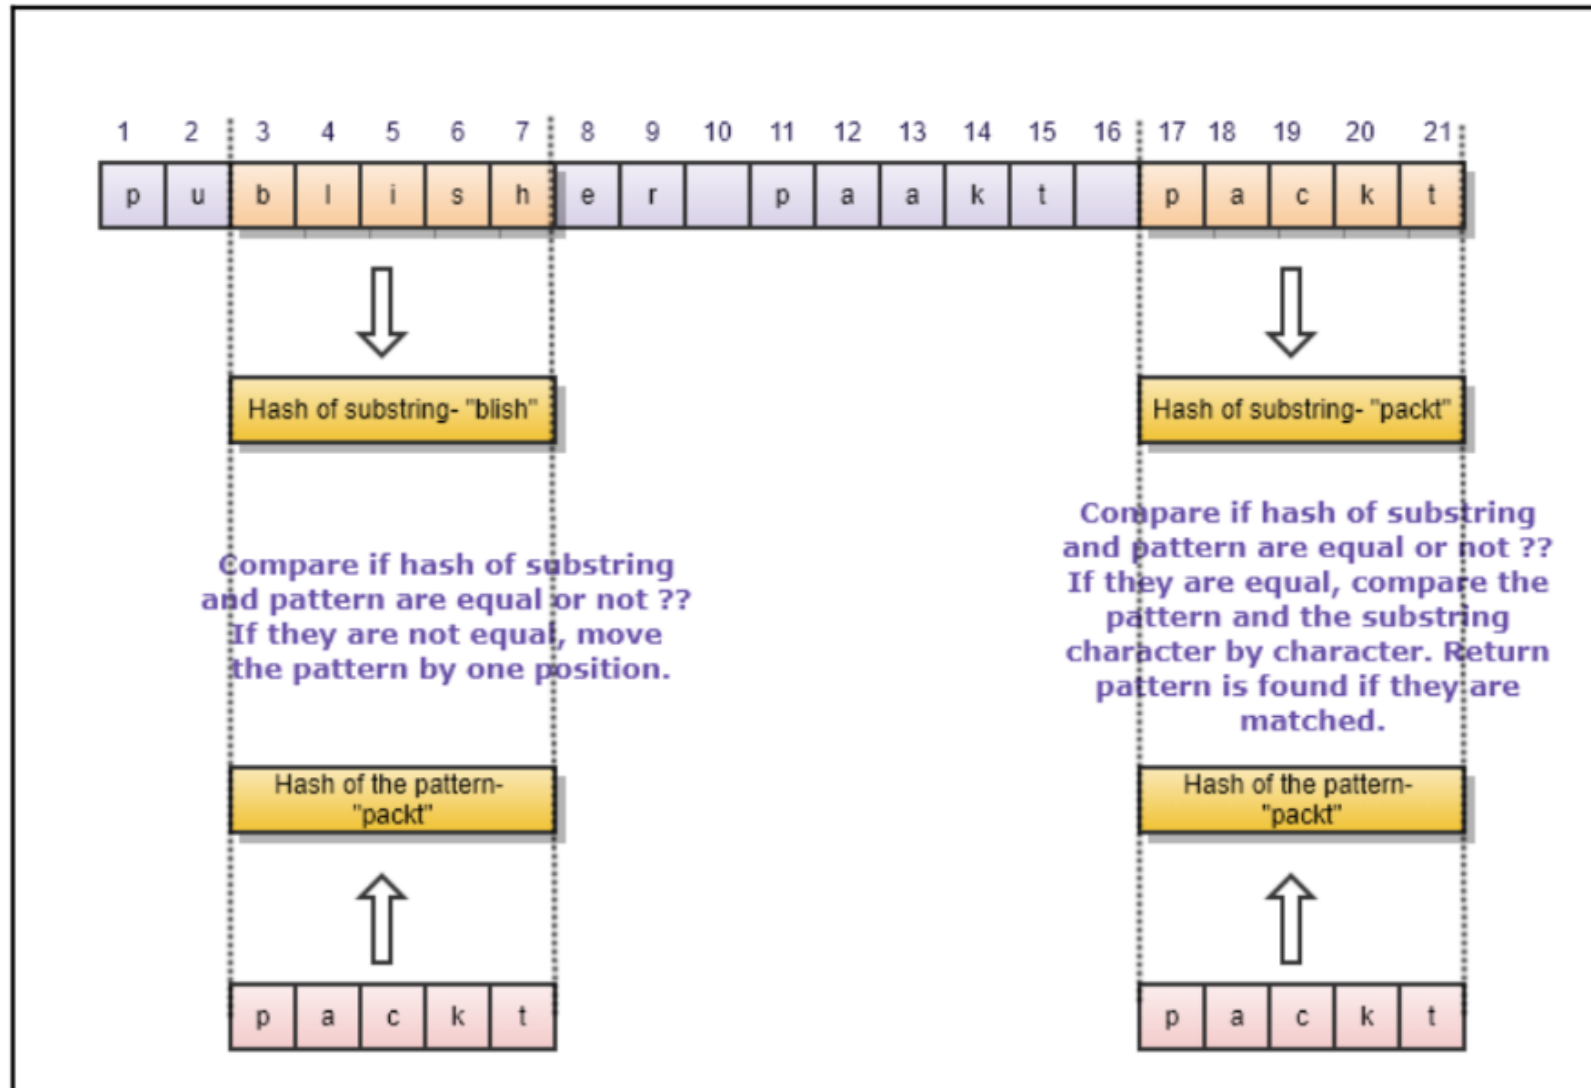 1 2 3 4 5 6 7 8 9 10 11 12 13 14 15 16 17 18 19 20 21
p u b l i s h e r p a a k t p a c k t
Hash of substring- "blish"
Hash of substring- "packt"
Compare if hash of substring
and pattern are equal or not ??
If they are not equal, move
the pattern by one position.
Compare if hash of substring
and pattern are equal or not ??
If they are equal, compare the
pattern and the substring
character by character. Return
pattern is found if they are
matched.
Hash of the pattern-
"packt"
Hash of the pattern-
"packt"
p a c k t
p a c k t